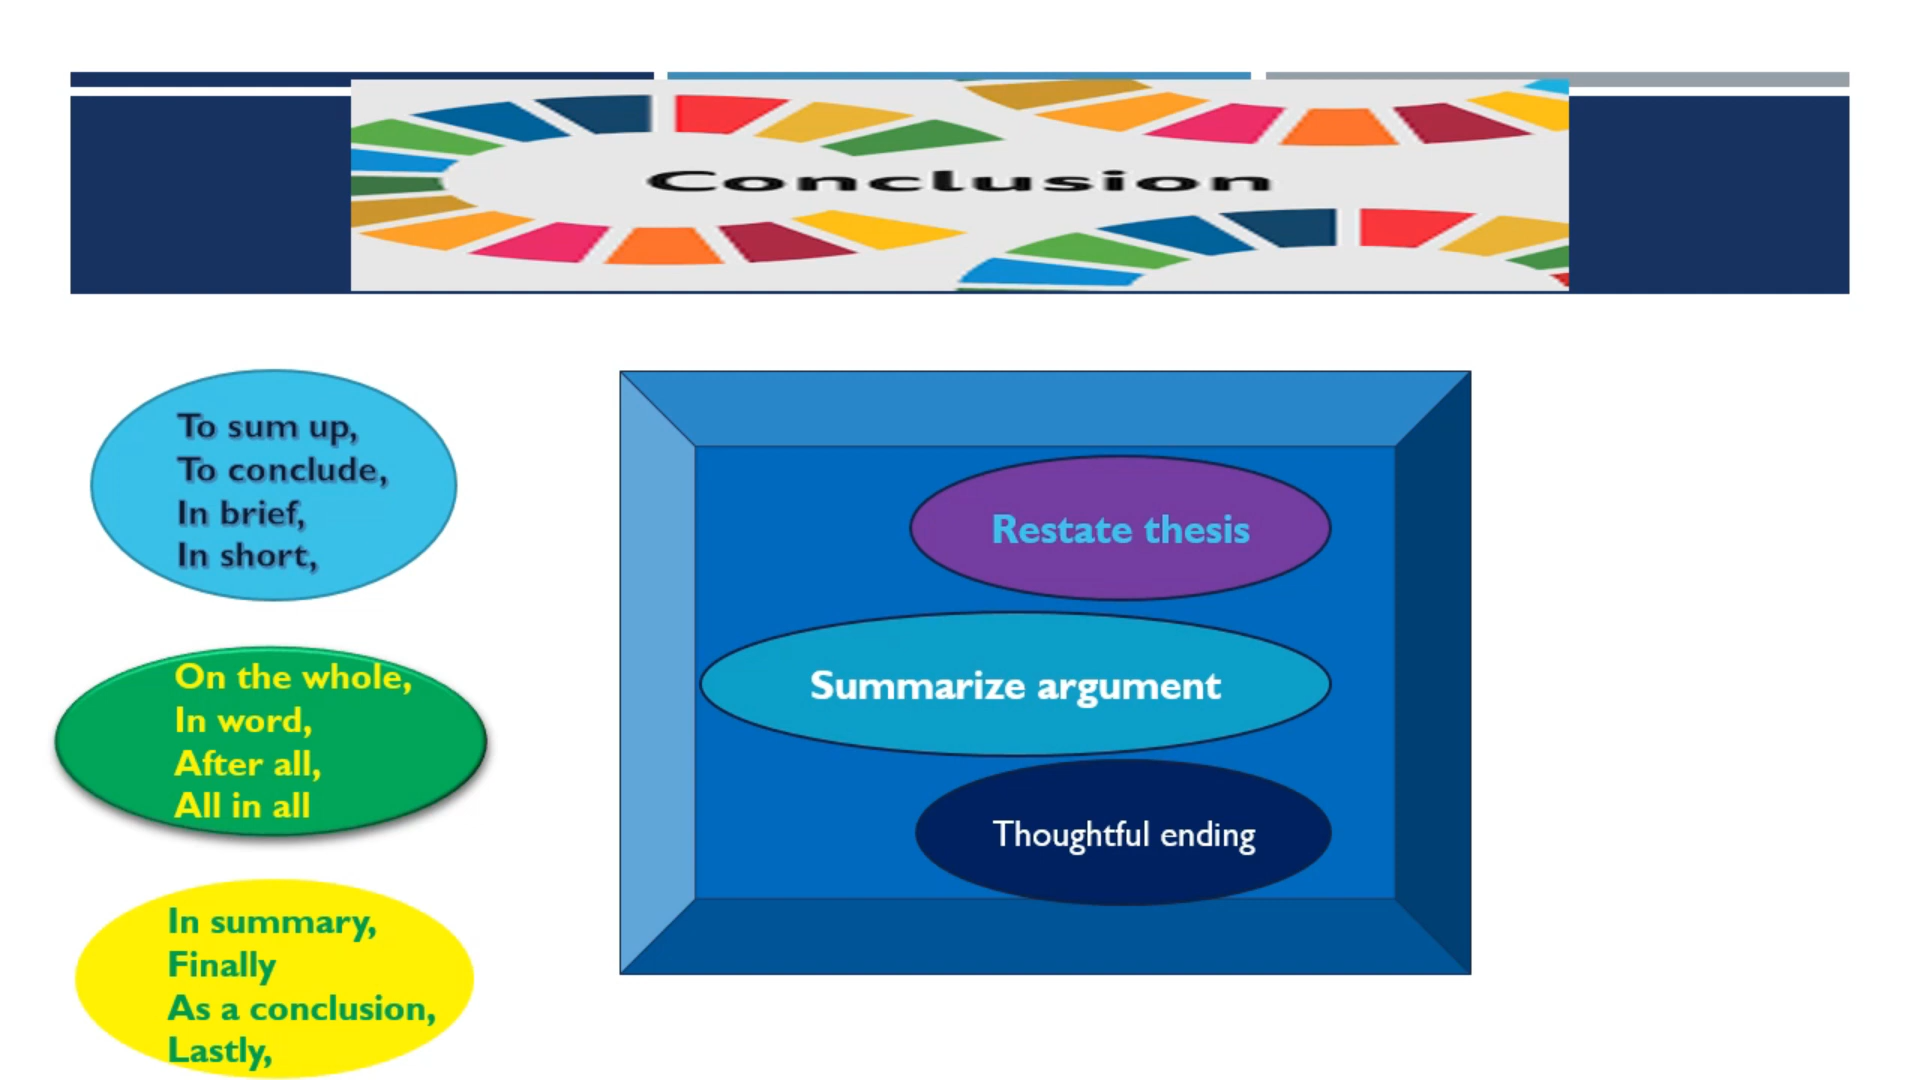 Conclusion
To sum up,
To conclude,
In brief,
In short,
On the whole,
In word,
After all,
All in all
In summary,
Finally
As a conclusion,
Lastly,
Restate thesis
Summarize argument
Thoughtful ending